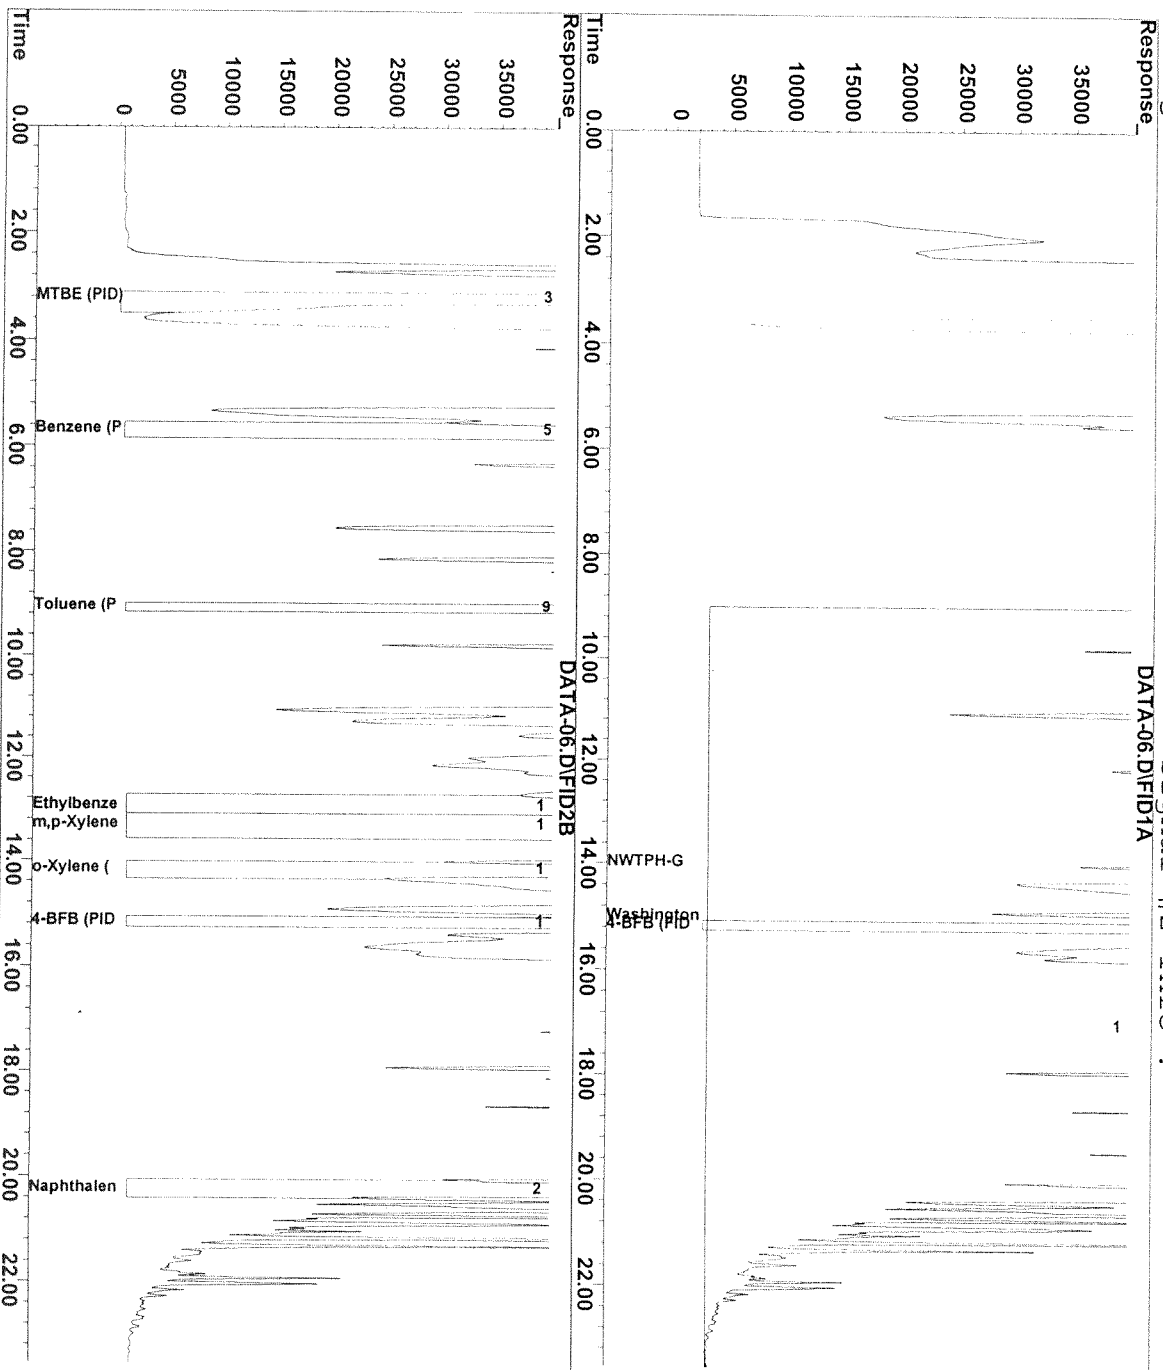 Response_
35000
30000
25000
20000
15000
10000
5000
0
Time
0.00
2.00
4.00
6.00
8.00
10.00
12.00
14.00
16.00
18.00
20.00
22.00
DATA-06.D\FID1A
NWTPH-G
Washington
4-BFB (PID
1
Response_
35000
30000
25000
20000
15000
10000
5000
0
Time
0.00
2.00
4.00
6.00
8.00
10.00
12.00
14.00
16.00
18.00
20.00
22.00
DATA-06.D\FID2B
MTBE (PID)
3
Benzene (P
5
Toluene (P
9
Ethylbenze
1
m,p-Xylene
1
o-Xylene (
1
4-BFB (PID
1
Naphthalen
2